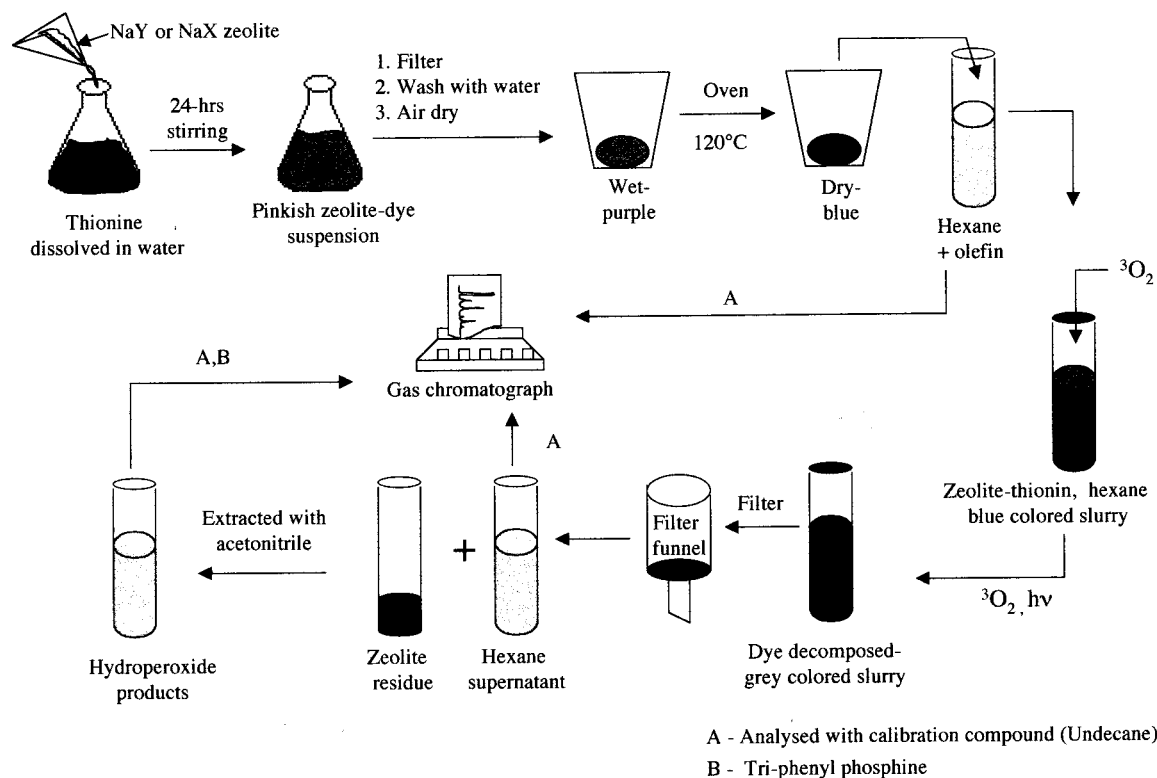 NaY or NaX zeolite
24-hrs
stirring
Thionine
dissolved in water
Pinkish zeolite-dye
suspension
1. Filter
2. Wash with water
3. Air dry
Wet-
purple
Oven
120°C
Dry-
blue
Hexane
+ olefin
A
³O₂
Zeolite-thionin, hexane
blue colored slurry
³O₂, hν
Dye decomposed-
grey colored slurry
Filter
Filter
funnel
Hexane
supernatant
+
Zeolite
residue
A
Extracted with
acetonitrile
Hydroperoxide
products
A,B
Gas chromatograph
A - Analysed with calibration compound (Undecane)
B - Tri-phenyl phosphine